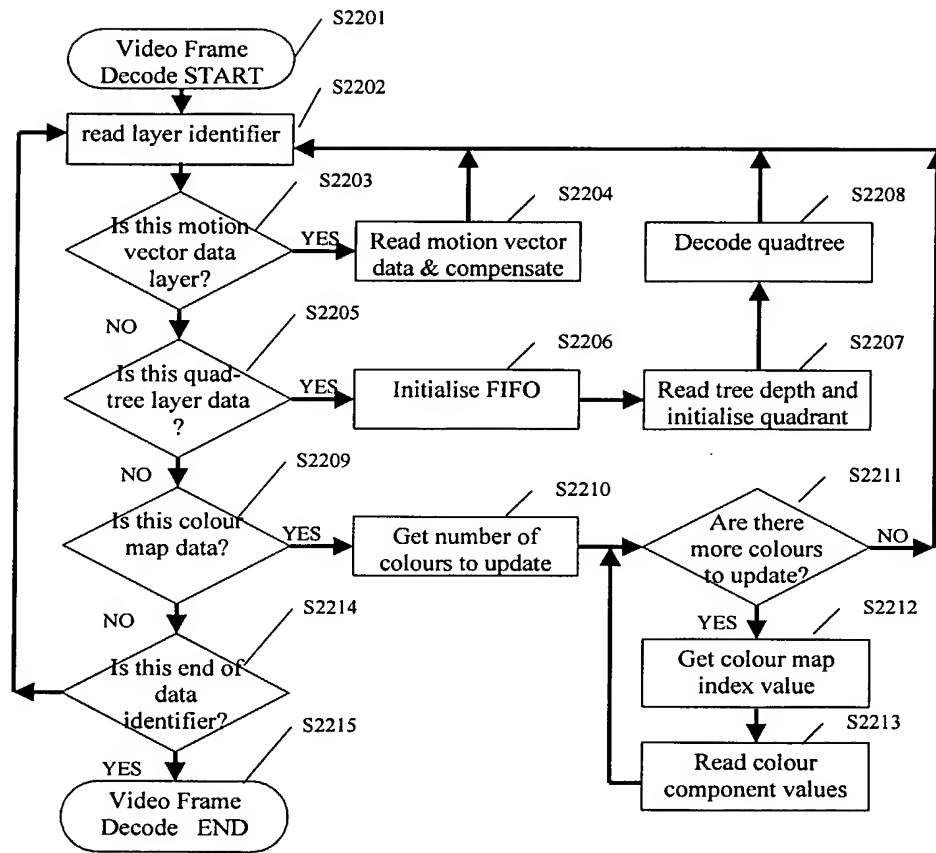 S2201
Video Frame
Decode START
S2202
read layer identifier
S2203
Is this motion
vector data
layer?
YES
S2204
Read motion vector
data & compensate
S2208
Decode quadtree
NO
S2205
Is this quad-
tree layer data
?
YES
S2206
Initialise FIFO
S2207
Read tree depth and
initialise quadrant
NO
S2209
Is this colour
map data?
YES
S2210
Get number of
colours to update
S2211
Are there
more colours
to update?
NO
YES
S2212
Get colour map
index value
S2213
Read colour
component values
NO
S2214
Is this end of
data
identifier?
YES
S2215
Video Frame
Decode END